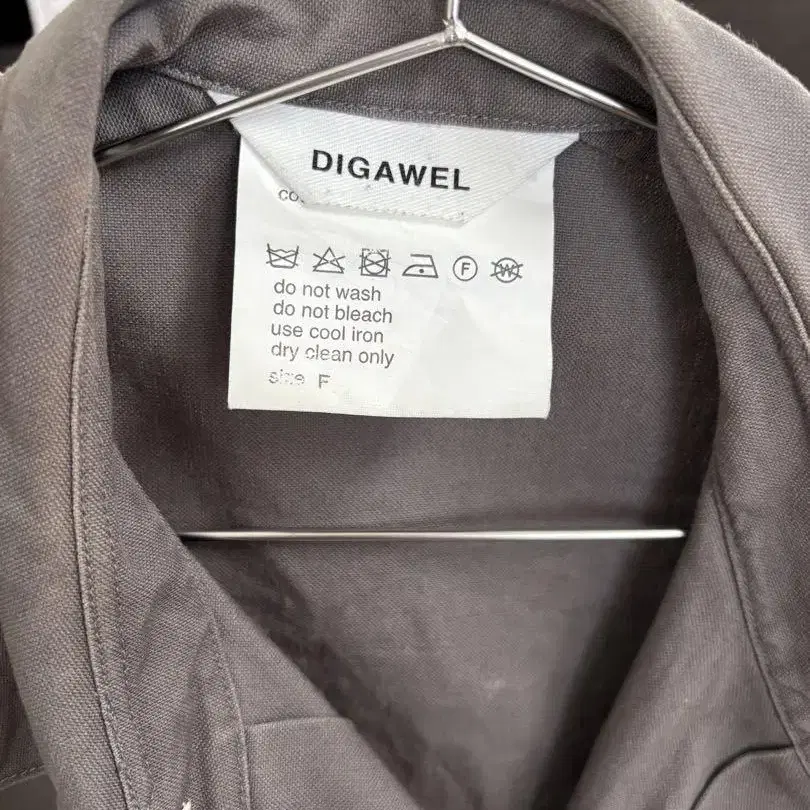 DIGAWEL
F W
do not wash
do not bleach
use cool iron
dry clean only
size F